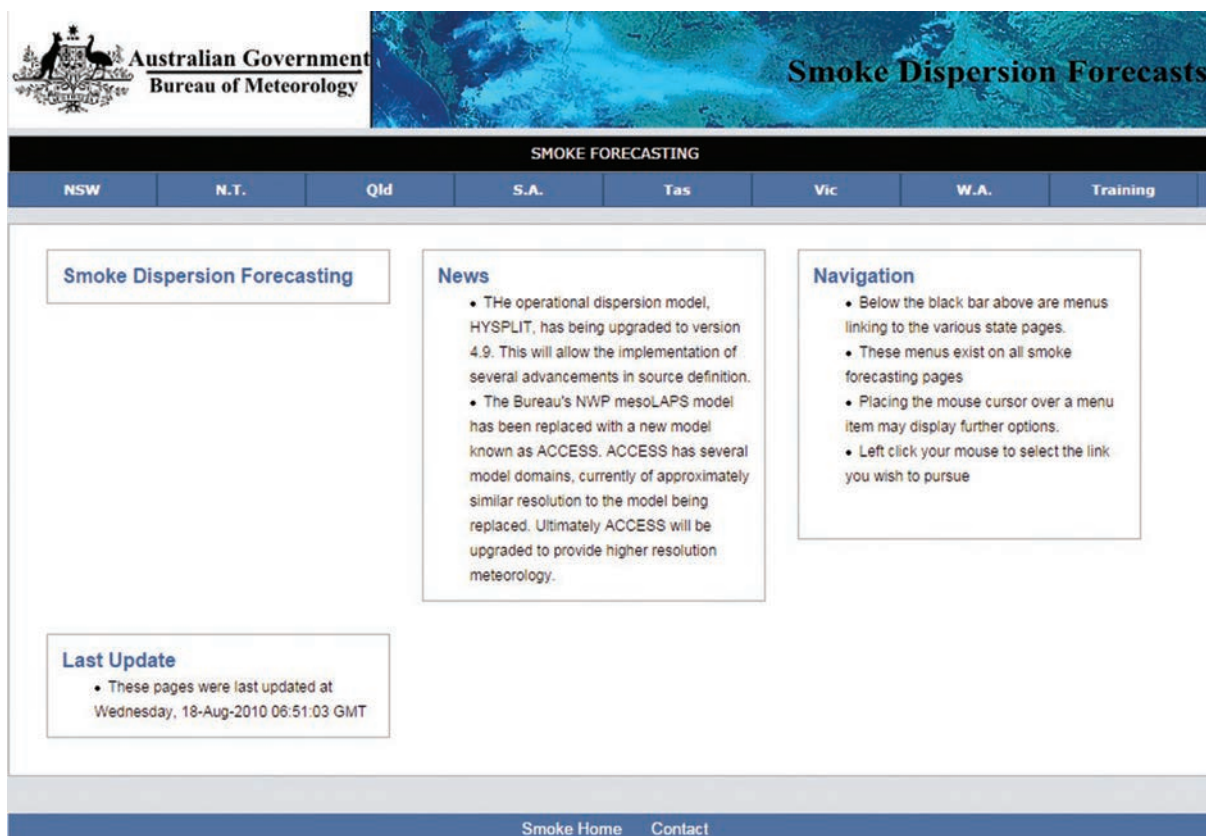 Australian Government
Bureau of Meteorology
Smoke Dispersion Forecasts
SMOKE FORECASTING
NSW N.T. Qld S.A. Tas Vic W.A. Training
Smoke Dispersion Forecasting
News
• THe operational dispersion model,
HYSPLIT, has being upgraded to version
4.9. This will allow the implementation of
several advancements in source definition.
• The Bureau's NWP mesoLAPS model
has been replaced with a new model
known as ACCESS. ACCESS has several
model domains, currently of approximately
similar resolution to the model being
replaced. Ultimately ACCESS will be
upgraded to provide higher resolution
meteorology.
Navigation
• Below the black bar above are menus
linking to the various state pages.
• These menus exist on all smoke
forecasting pages
• Placing the mouse cursor over a menu
item may display further options.
• Left click your mouse to select the link
you wish to pursue
Last Update
• These pages were last updated at
Wednesday, 18-Aug-2010 06:51:03 GMT
Smoke Home Contact